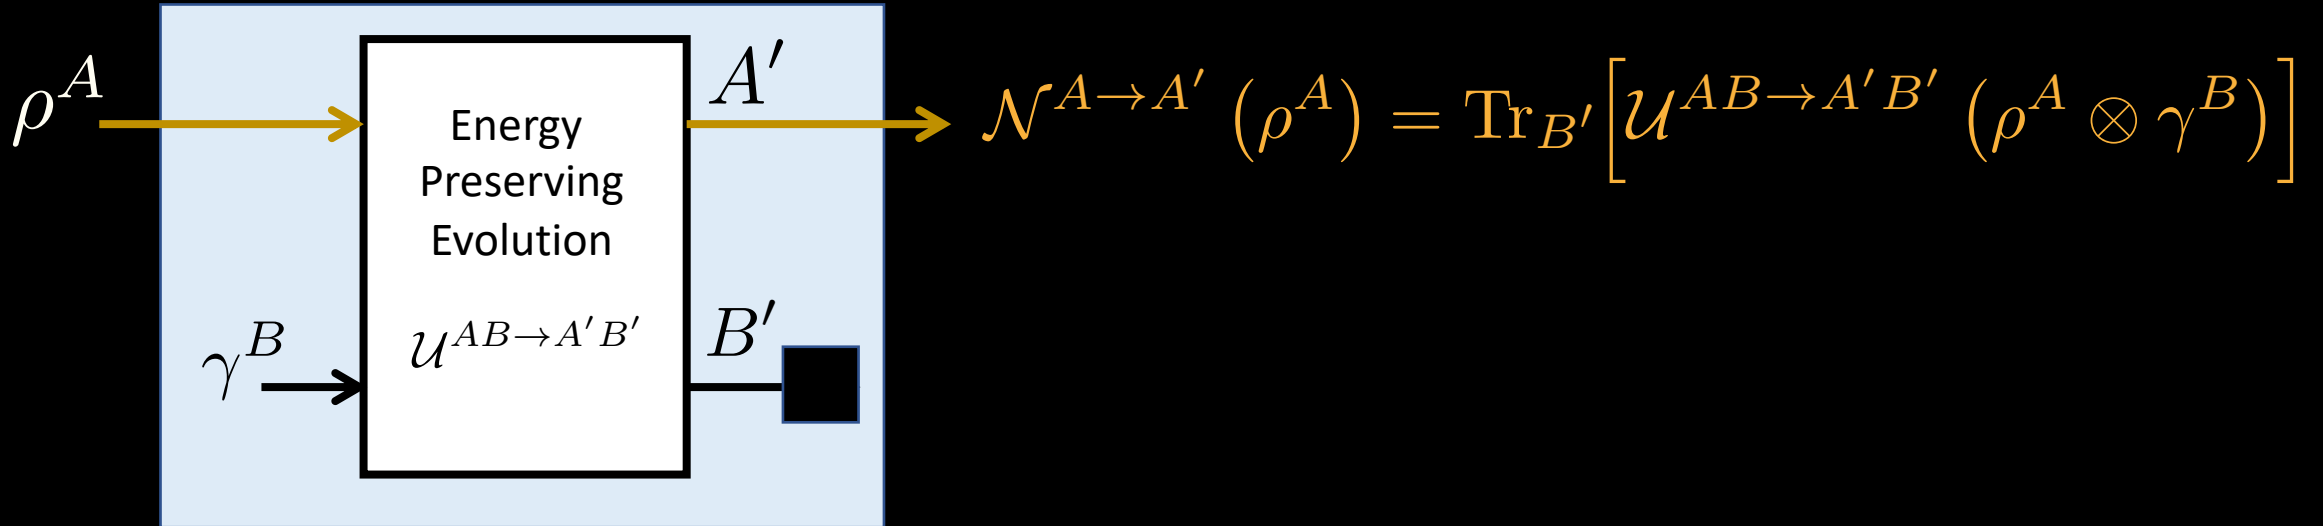 ρ^A
A′
𝒩^{A→A′} (ρ^A) = Tr_{B′}[𝒰^{AB→A′B′} (ρ^A ⊗ γ^B)]
Energy
Preserving
Evolution
𝒰^{AB→A′B′}
γ^B
B′